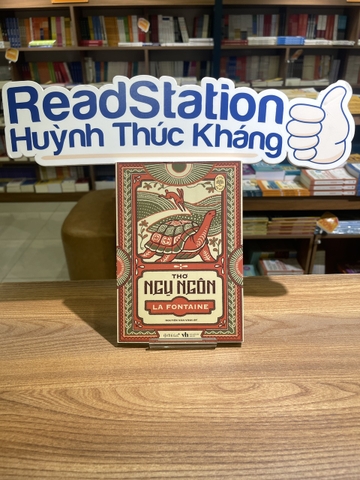 ReadStation
Huỳnh Thúc Kháng
THƠ
NGỤ NGÔN
LA FONTAINE